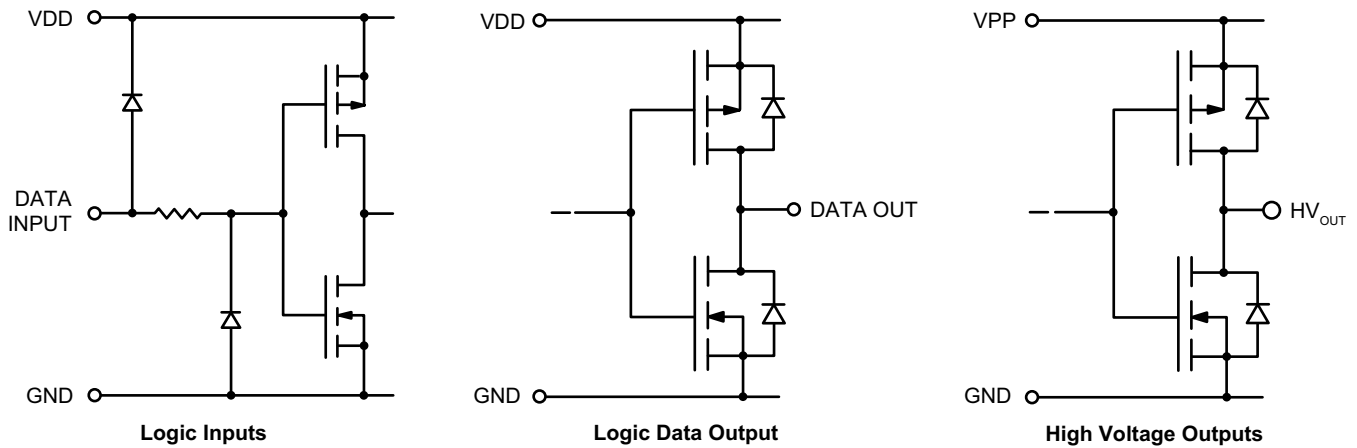 VDD
DATA
INPUT
GND
Logic Inputs
VDD
DATA OUT
GND
Logic Data Output
VPP
HVOUT
GND
High Voltage Outputs